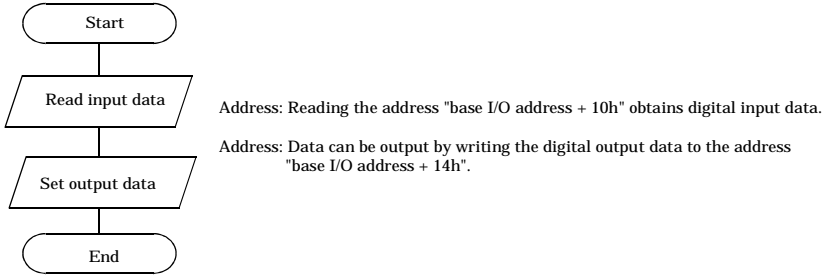 Start
Read input data
Address: Reading the address "base I/O address + 10h" obtains digital input data.
Address: Data can be output by writing the digital output data to the address
"base I/O address + 14h".
Set output data
End